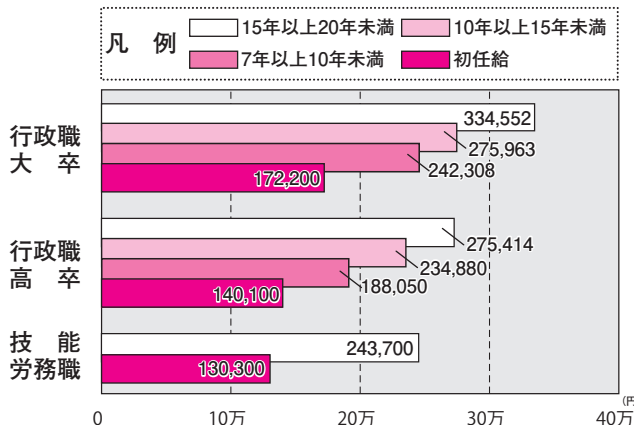 凡 例
15年以上20年未満 10年以上15年未満
7年以上10年未満 初任給
行政職
大 卒
334,552
275,963
242,308
172,200
行政職
高 卒
275,414
234,880
188,050
140,100
技 能
労務職
243,700
130,300
0 10万 20万 30万 40万
(円